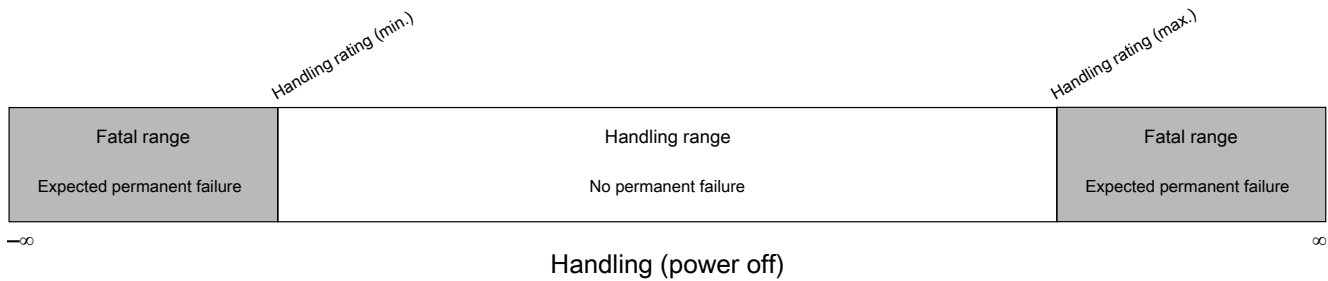 Handling rating (min.)
Handling rating (max.)
Fatal range
Expected permanent failure
Handling range
No permanent failure
Fatal range
Expected permanent failure
–∞
∞
Handling (power off)